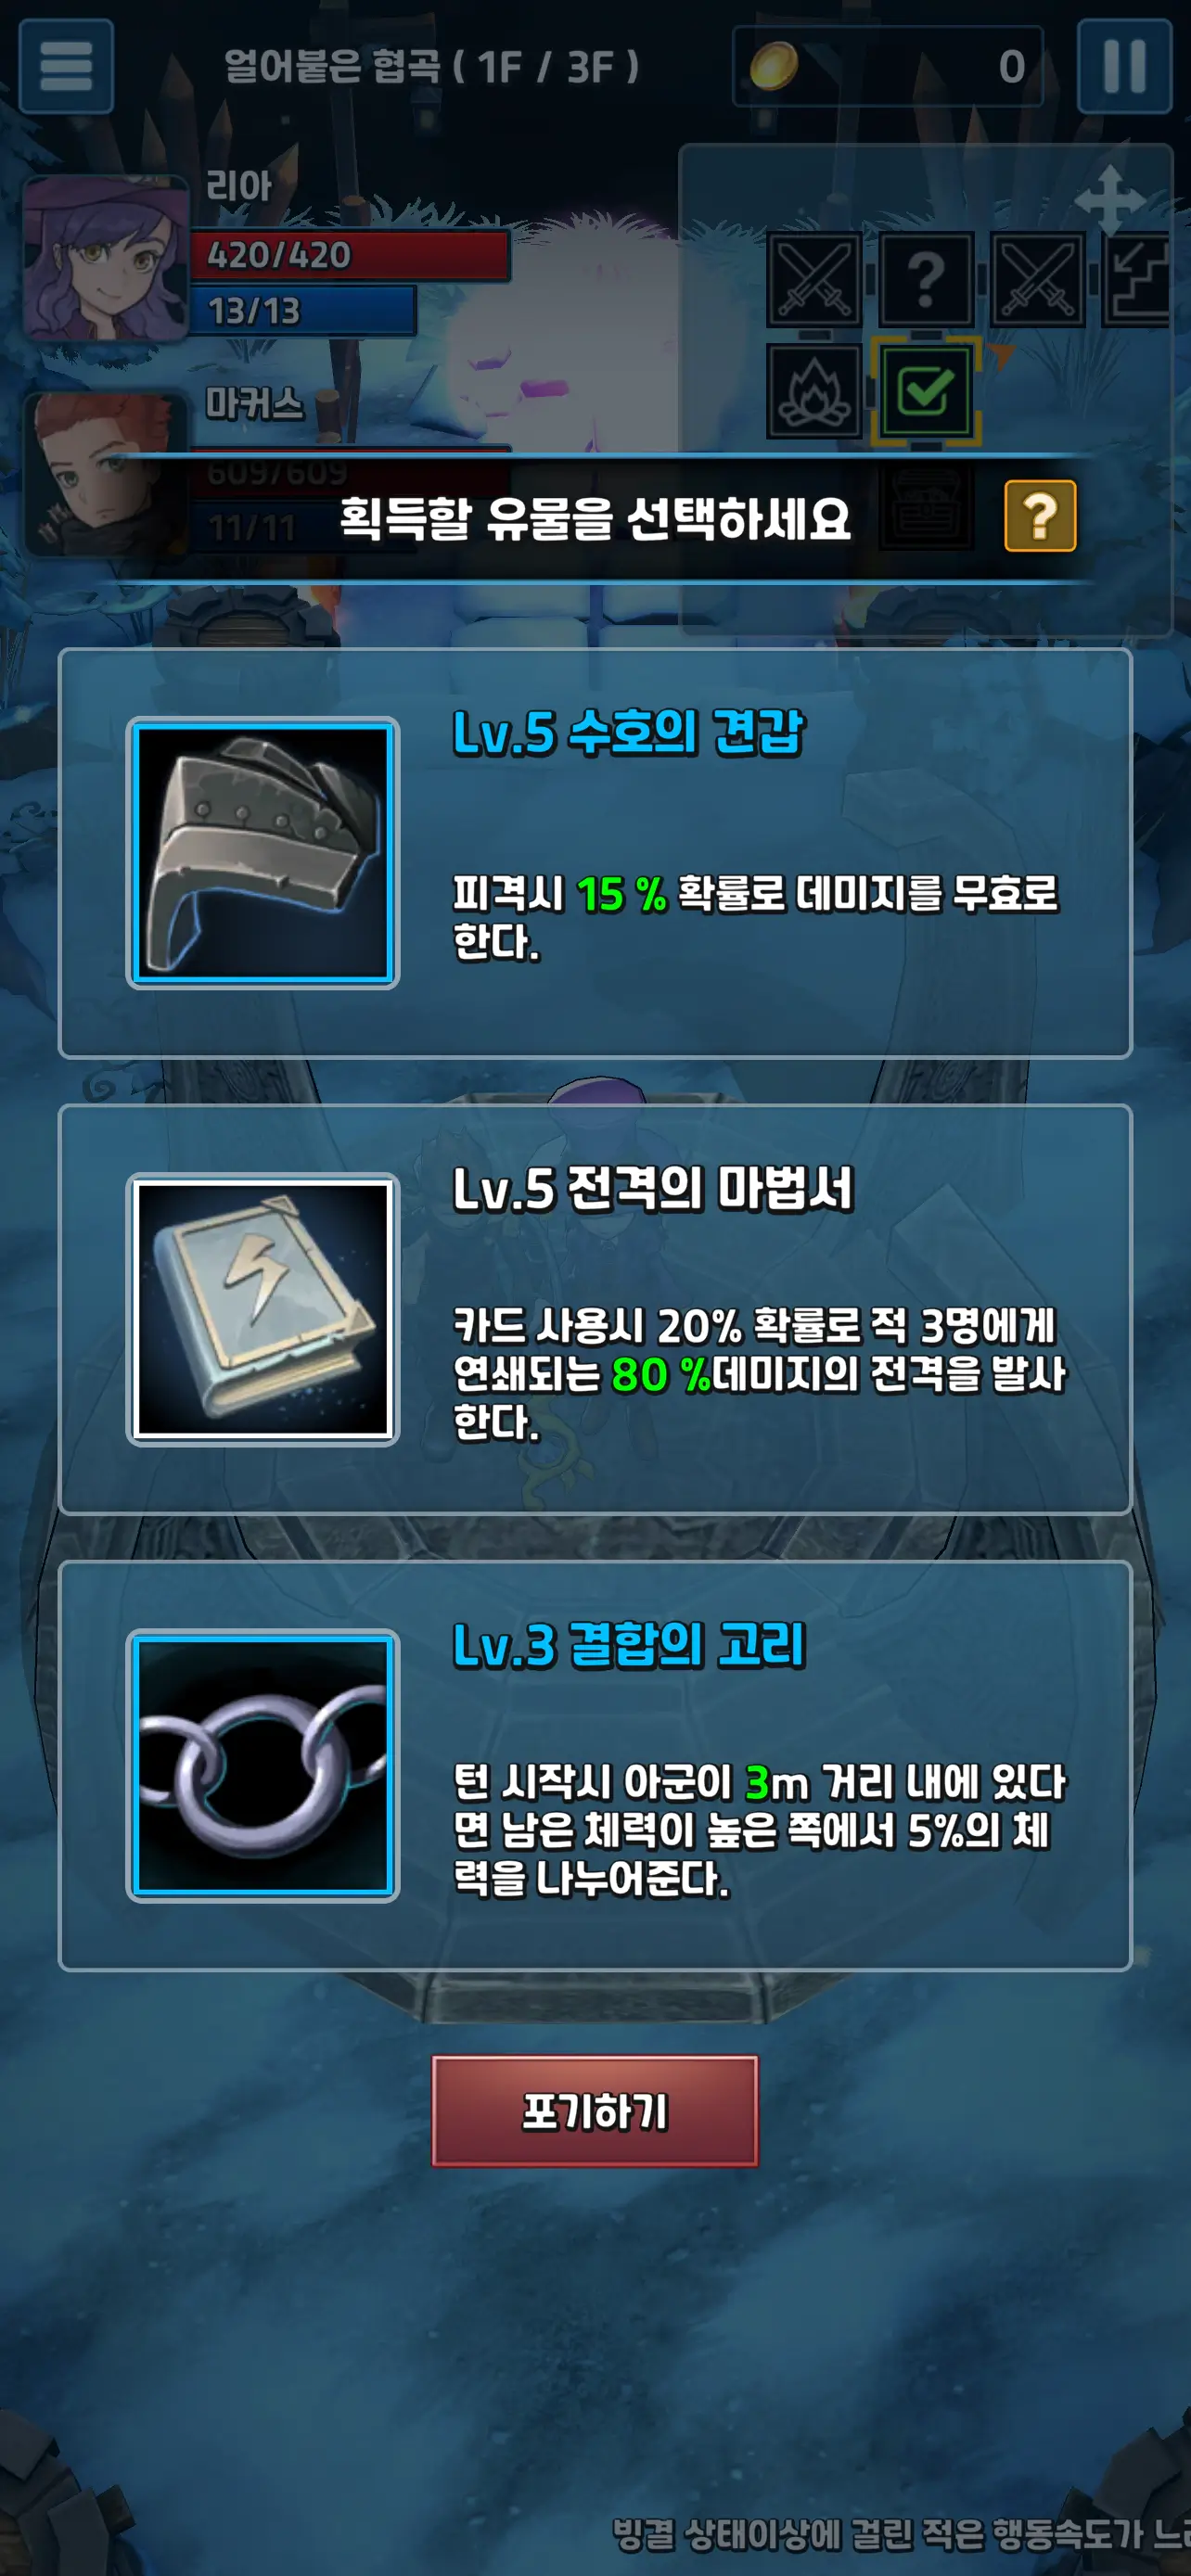 얼어붙은 협곡 ( 1F / 3F )
0
리아
420/420
13/13
?
마커스
609/609
11/11
획득할 유물을 선택하세요
?
Lv.5 수호의 견갑
피격시 15 % 확률로 데미지를 무효로
한다.
Lv.5 전격의 마법서
카드 사용시 20% 확률로 적 3명에게
연쇄되는 80 %데미지의 전격을 발사
한다.
Lv.3 결합의 고리
턴 시작시 아군이 3m 거리 내에 있다
면 남은 체력이 높은 쪽에서 5%의 체
력을 나누어준다.
포기하기
빙결 상태이상에 걸린 적은 행동속도가